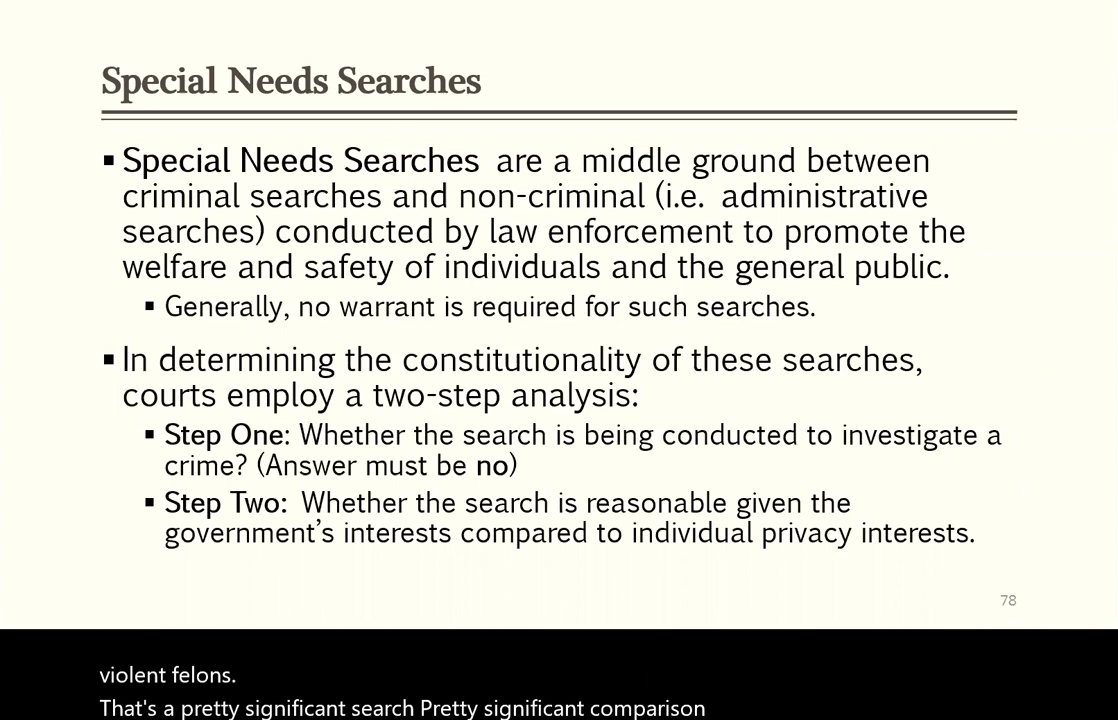 Special Needs Searches
▪ Special Needs Searches are a middle ground between
criminal searches and non-criminal (i.e. administrative
searches) conducted by law enforcement to promote the
welfare and safety of individuals and the general public.
▪ Generally, no warrant is required for such searches.
▪ In determining the constitutionality of these searches,
courts employ a two-step analysis:
▪ Step One: Whether the search is being conducted to investigate a
crime? (Answer must be no)
▪ Step Two: Whether the search is reasonable given the
government’s interests compared to individual privacy interests.
78
violent felons.
That's a pretty significant search Pretty significant comparison